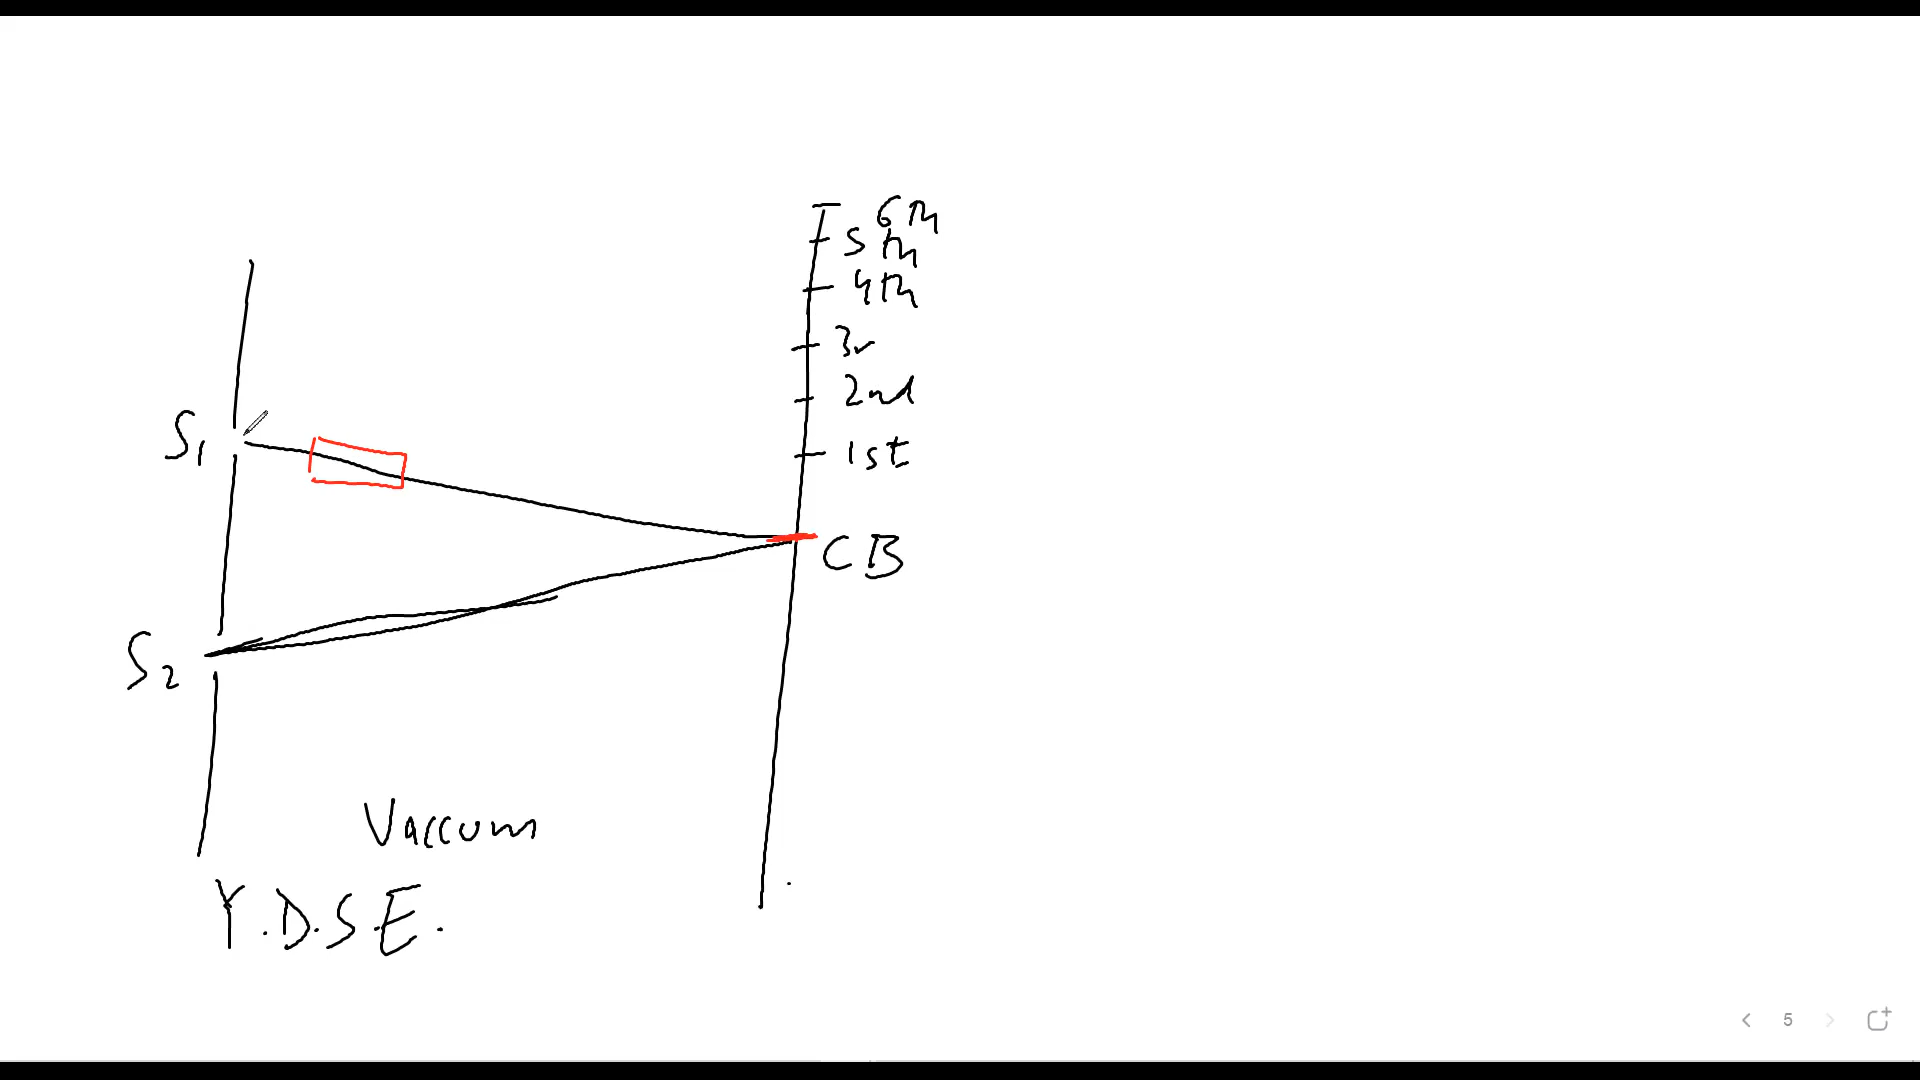 6th
5th
4th
3r
2nd
1st
S1
CB
S2
Vaccum
Y.D.S.E.
5